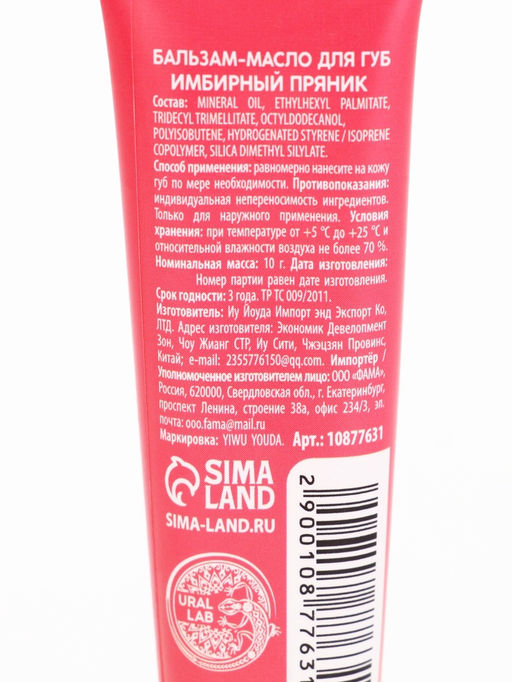 БАЛЬЗАМ-МАСЛО ДЛЯ ГУБ
ИМБИРНЫЙ ПРЯНИК
Состав: MINERAL OIL, ETHYLHEXYL PALMITATE,
TRIDECYL TRIMELLITATE, OCTYLDODECANOL,
POLYISOBUTENE, HYDROGENATED STYRENE / ISOPRENE
COPOLYMER, SILICA DIMETHYL SILYLATE.
Способ применения: равномерно нанесите на кожу
губ по мере необходимости. Противопоказания:
индивидуальная непереносимость ингредиентов.
Только для наружного применения. Условия
хранения: при температуре от +5 °С до +25 °С и
относительной влажности воздуха не более 70 %.
Номинальная масса: 10 г. Дата изготовления:
Номер партии равен дате изготовления.
Срок годности: 3 года. ТР ТС 009/2011.
Изготовитель: Иу Йоуда Импорт энд Экспорт Ко,
ЛТД. Адрес изготовителя: Экономик Девелопмент
Зон, Чоу Жианг СТР, Иу Сити, Чжэцзян Провинс,
Китай; e-mail: 2355776150@qq.com. Импортёр /
Уполномоченное изготовителем лицо: ООО «ФАМА»,
Россия, 620000, Свердловская обл., г. Екатеринбург,
проспект Ленина, строение 38а, офис 234/3, эл.
почта: ooo.fama@mail.ru
Маркировка: YIWU YOUDA. Арт.: 10877631
SIMA
LAND
SIMA-LAND.RU
URAL
LAB
290010877631